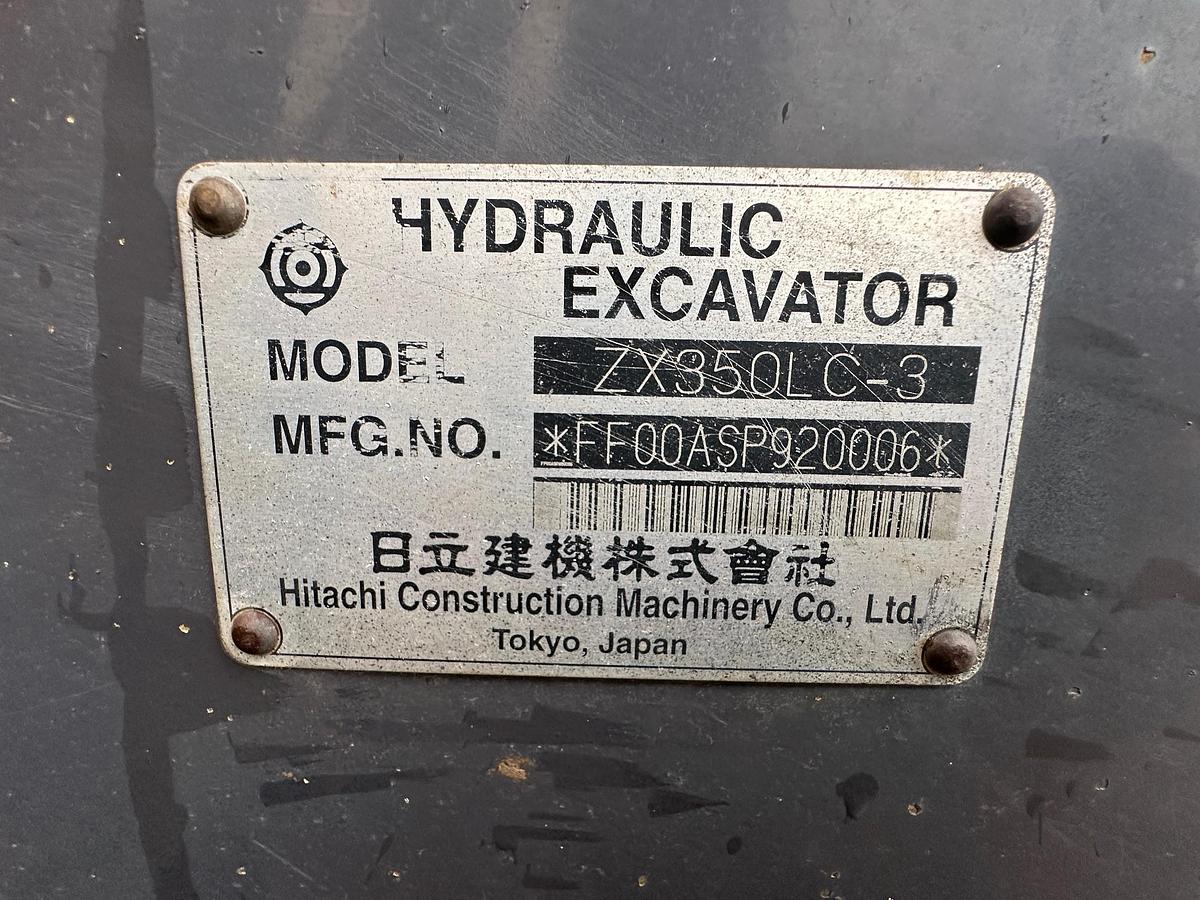 HYDRAULIC
EXCAVATOR
MODEL ZX350LC-3
MFG.NO. *FF00ASP920006*
日立建機株式會社
Hitachi Construction Machinery Co., Ltd.
Tokyo, Japan